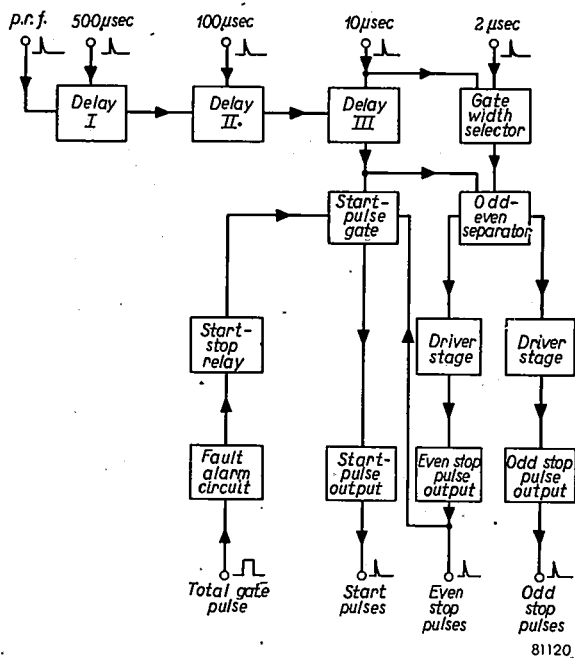 p.r.f. 500μsec 100μsec 10μsec 2μsec
Delay
I
Delay
II.
Delay
III
Gate
width
selector
Start-
pulse
gate
Odd-
even
separator
Start-
stop
relay
Driver
stage
Driver
stage
Fault
alarm
circuit
Start-
pulse
output
Even stop
pulse
output
Odd stop
pulse
output
Total gate
pulse
Start
pulses
Even
stop
pulses
Odd
stop
pulses
81120